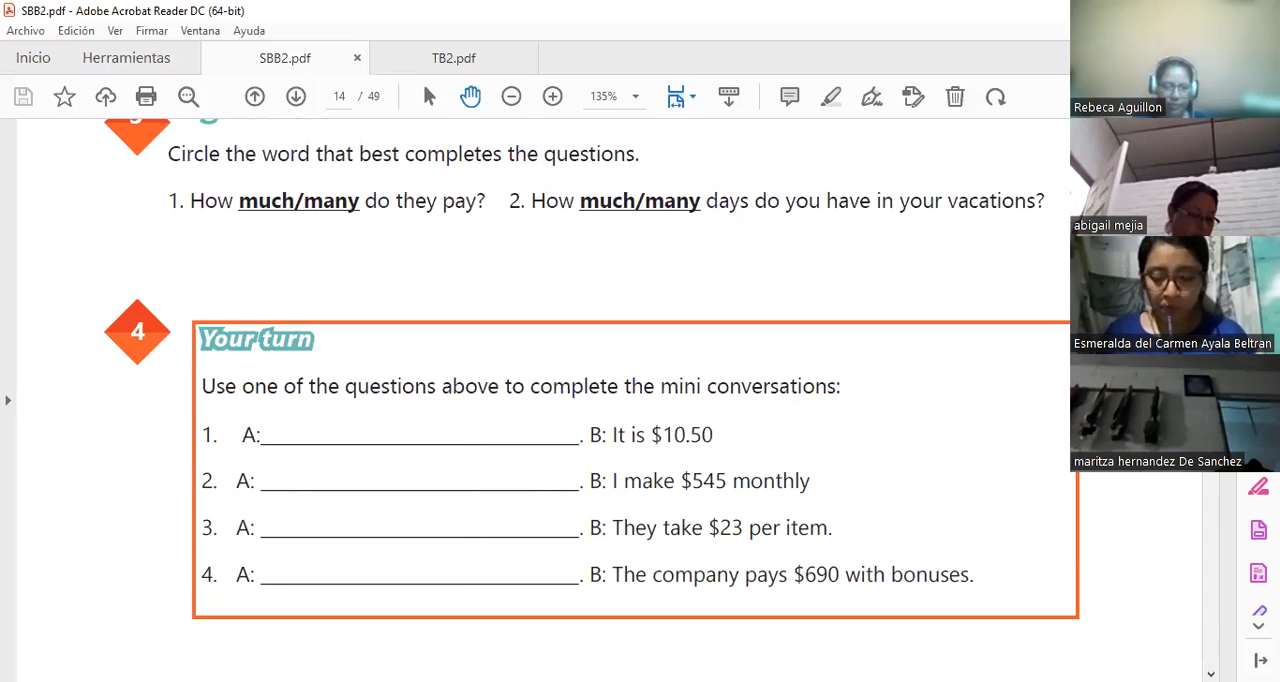 SBB2.pdf - Adobe Acrobat Reader DC (64-bit)
Archivo Edición Ver Firmar Ventana Ayuda
Inicio Herramientas SBB2.pdf × TB2.pdf
14 / 49 135%
Circle the word that best completes the questions.
1. How much/many do they pay? 2. How much/many days do you have in your vacations?
4
Your turn
Use one of the questions above to complete the mini conversations:
1. A:______________________________. B: It is $10.50
2. A: ______________________________. B: I make $545 monthly
3. A: ______________________________. B: They take $23 per item.
4. A: ______________________________. B: The company pays $690 with bonuses.
Rebeca Aguillon
abigail mejia
Esmeralda del Carmen Ayala Beltran
maritza hernandez De Sanchez